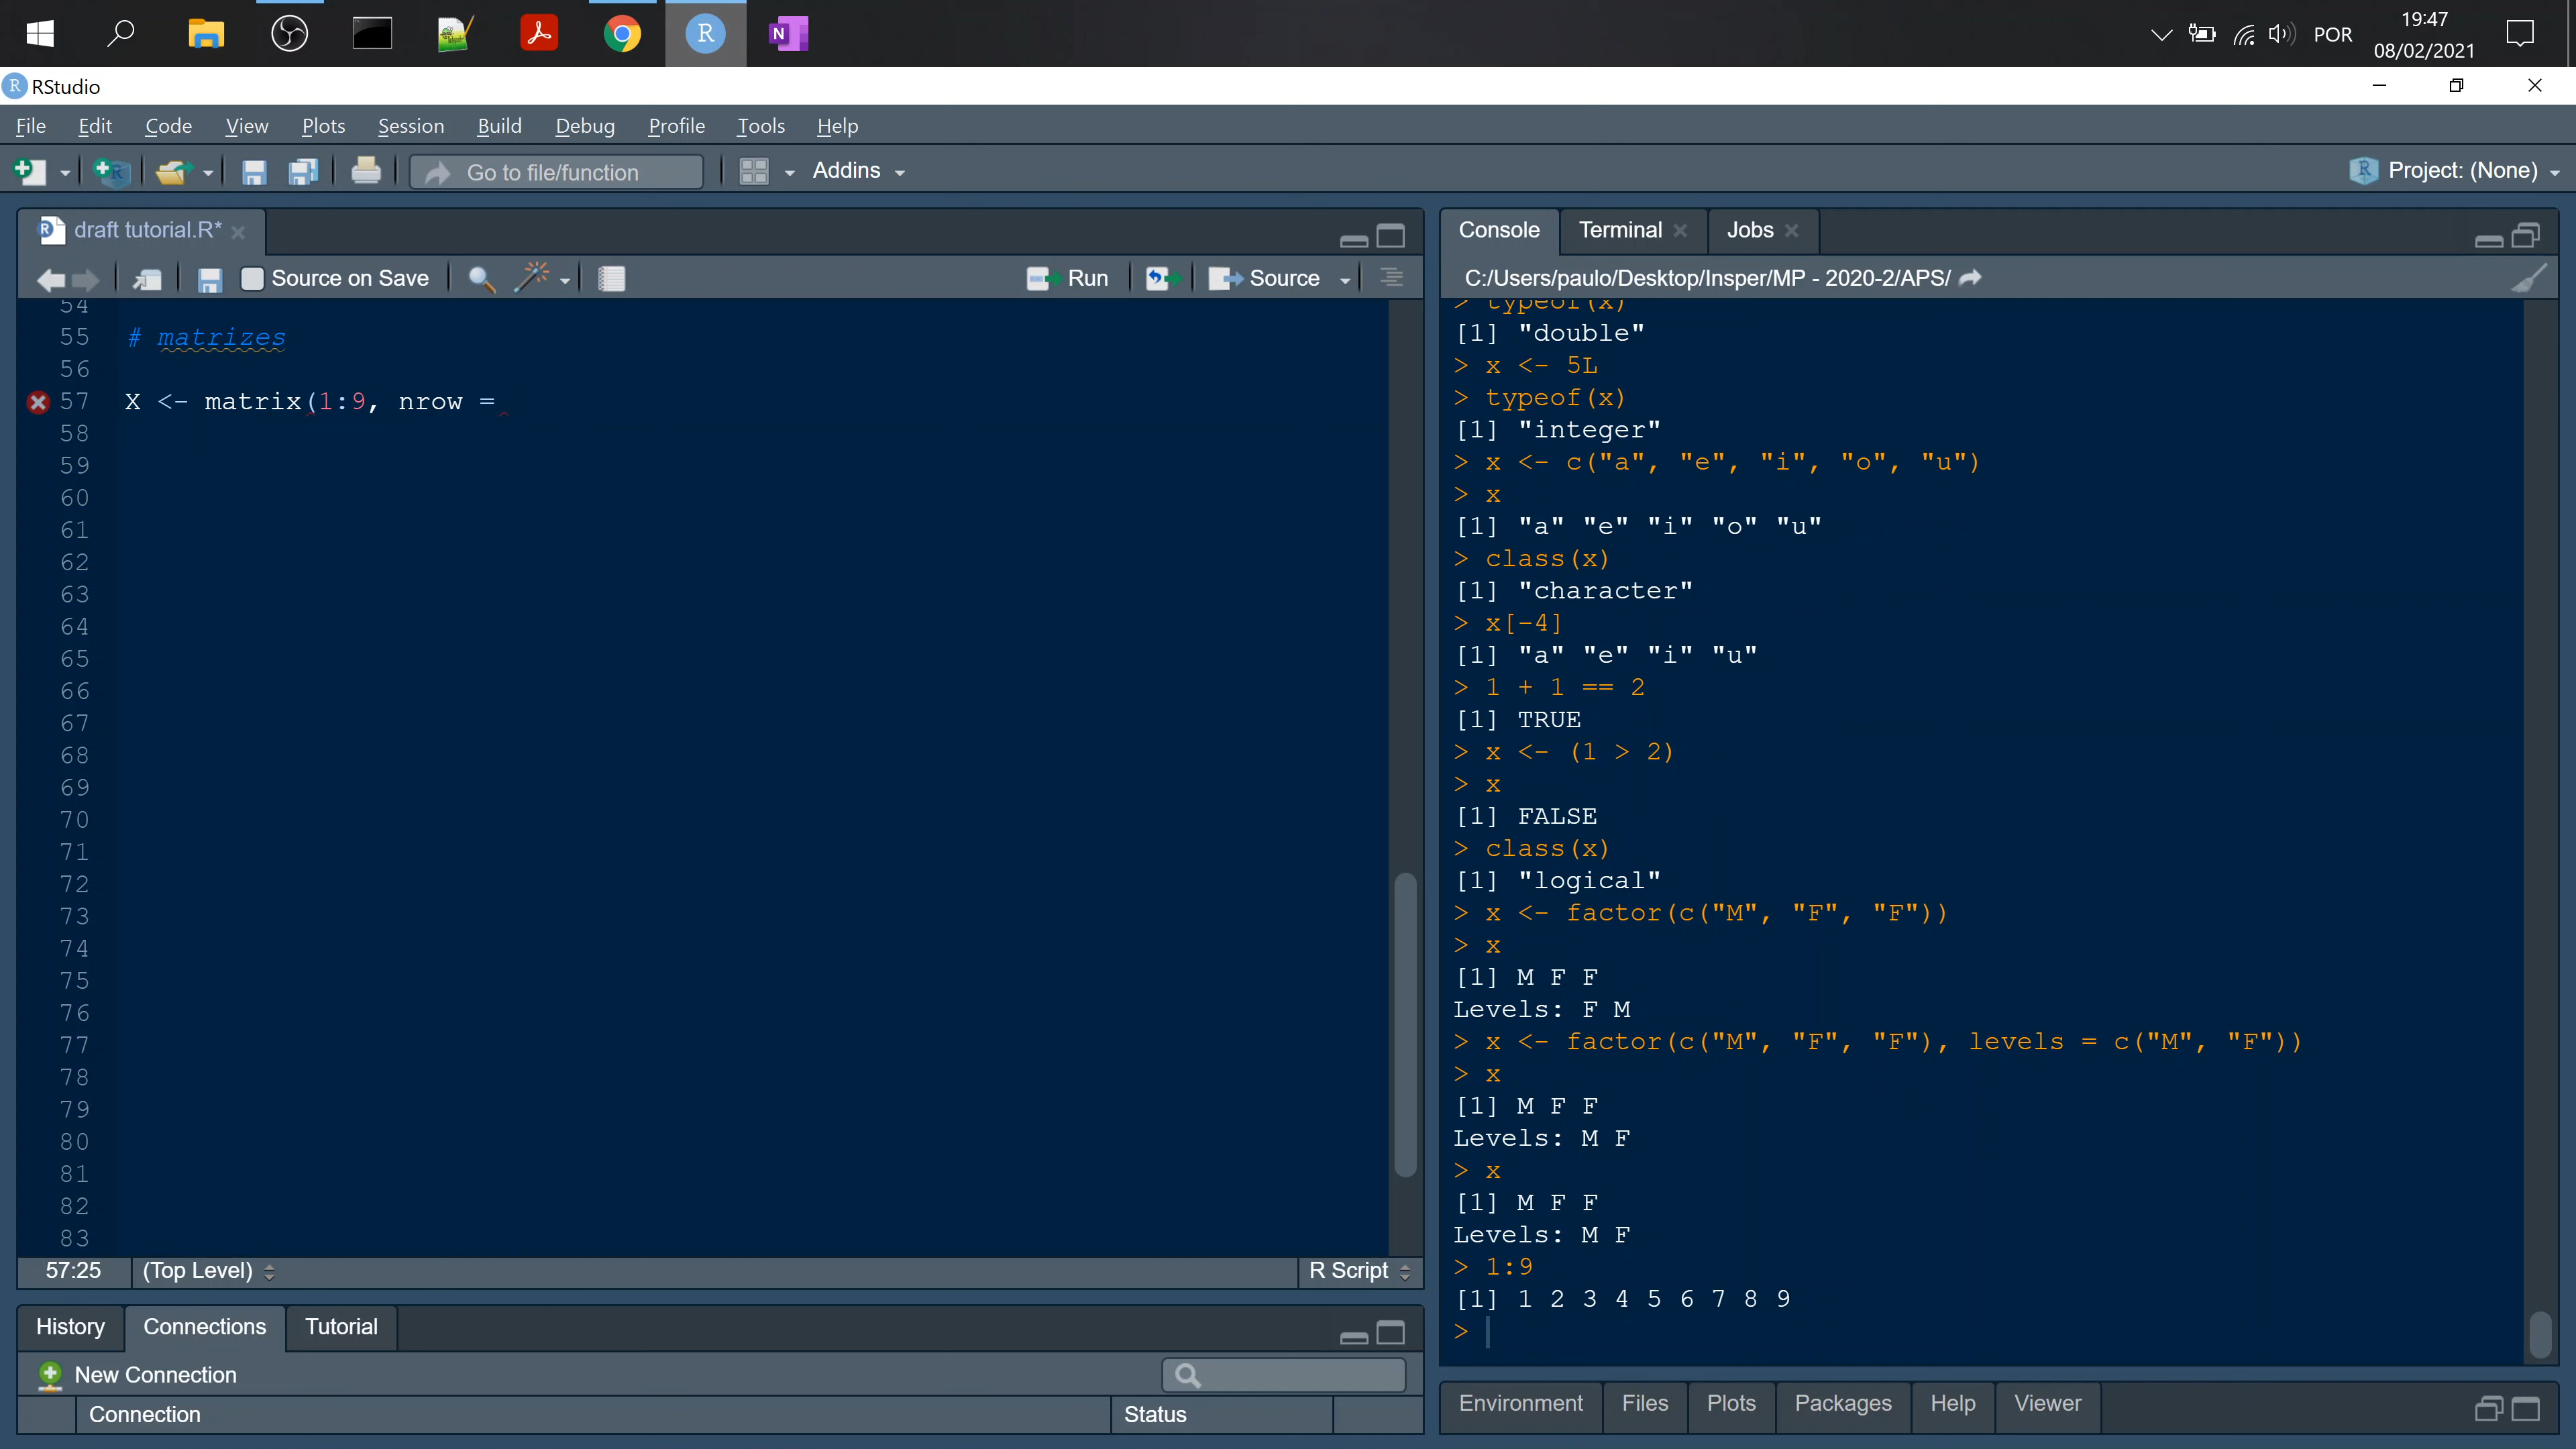 POR
19:47
08/02/2021
RStudio
File Edit Code View Plots Session Build Debug Profile Tools Help
Go to file/function
Addins
Project: (None)
draft tutorial.R*
Source on Save
Run
Source
54
55 # matrizes
56
57 X <- matrix(1:9, nrow =
58
59
60
61
62
63
64
65
66
67
68
69
70
71
72
73
74
75
76
77
78
79
80
81
82
83
57:25 (Top Level) R Script
History Connections Tutorial
New Connection
Connection Status
Console Terminal Jobs
C:/Users/paulo/Desktop/Insper/MP - 2020-2/APS/
> typeof(x)
[1] "double"
> x <- 5L
> typeof(x)
[1] "integer"
> x <- c("a", "e", "i", "o", "u")
> x
[1] "a" "e" "i" "o" "u"
> class(x)
[1] "character"
> x[-4]
[1] "a" "e" "i" "u"
> 1 + 1 == 2
[1] TRUE
> x <- (1 > 2)
> x
[1] FALSE
> class(x)
[1] "logical"
> x <- factor(c("M", "F", "F"))
> x
[1] M F F
Levels: F M
> x <- factor(c("M", "F", "F"), levels = c("M", "F"))
> x
[1] M F F
Levels: M F
> x
[1] M F F
Levels: M F
> 1:9
[1] 1 2 3 4 5 6 7 8 9
>
Environment Files Plots Packages Help Viewer